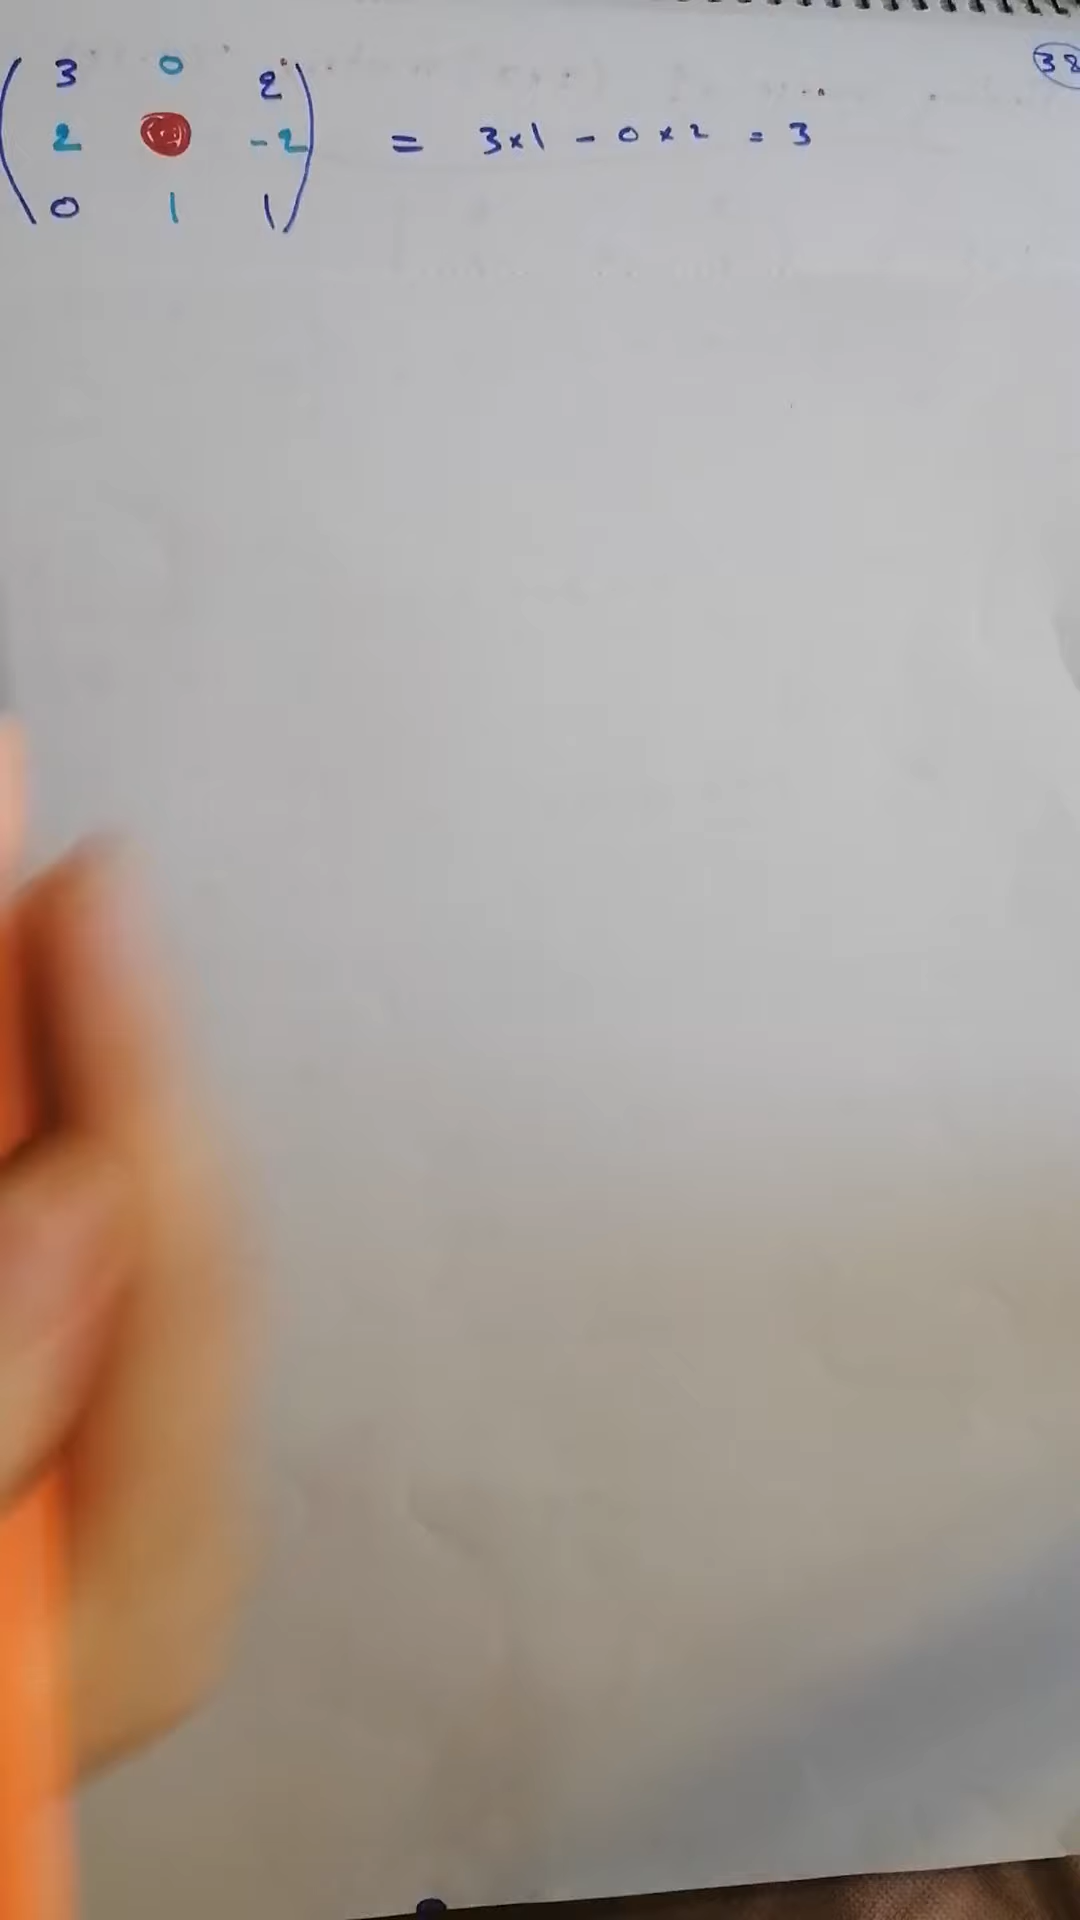 38
3 0 2
2 -2 = 3×1 - 0×2 = 3
0 1 1